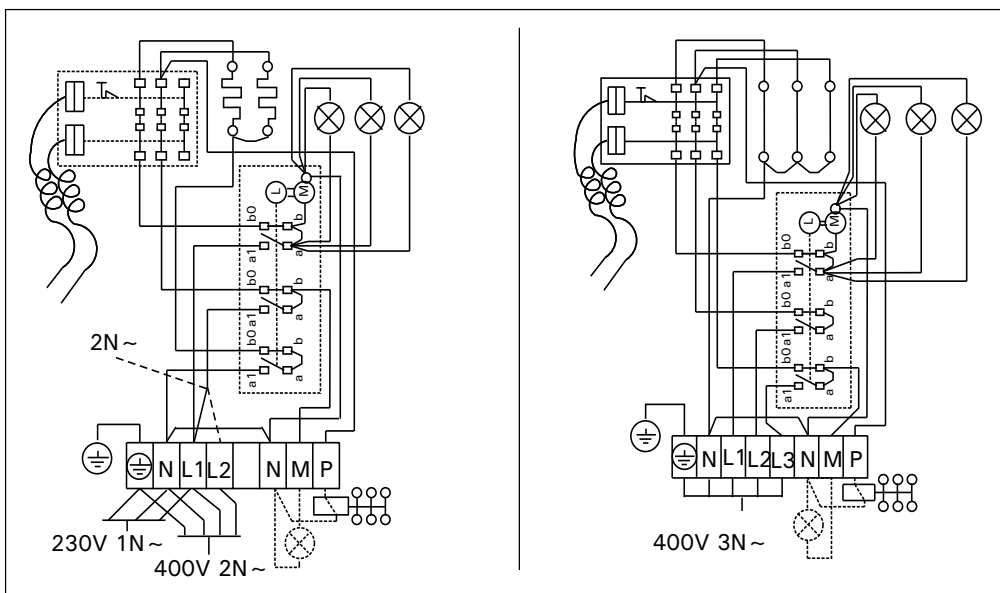 L M
b0 b
a1 a
b0 b
a1 a
b0 b
a1 a
2N~
N L1 L2 N M P
230V 1N~
400V 2N~
L M
b0 b
a1 a
b0 b
a1 a
b0 b
a1 a
N L1 L2 L3 N M P
400V 3N~